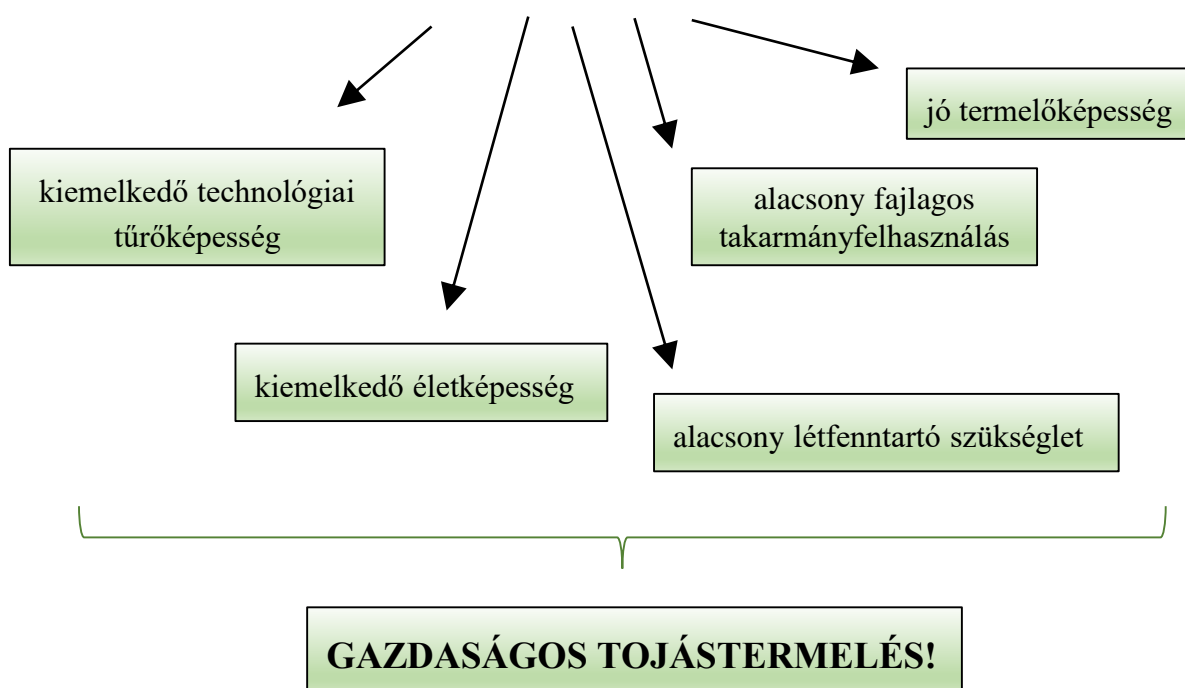 jó termelőképesség
kiemelkedő technológiai
tűrőképesség
alacsony fajlagos
takarmányfelhasználás
kiemelkedő életképesség
alacsony létfenntartó szükséglet
GAZDASÁGOS TOJÁSTERMELÉS!